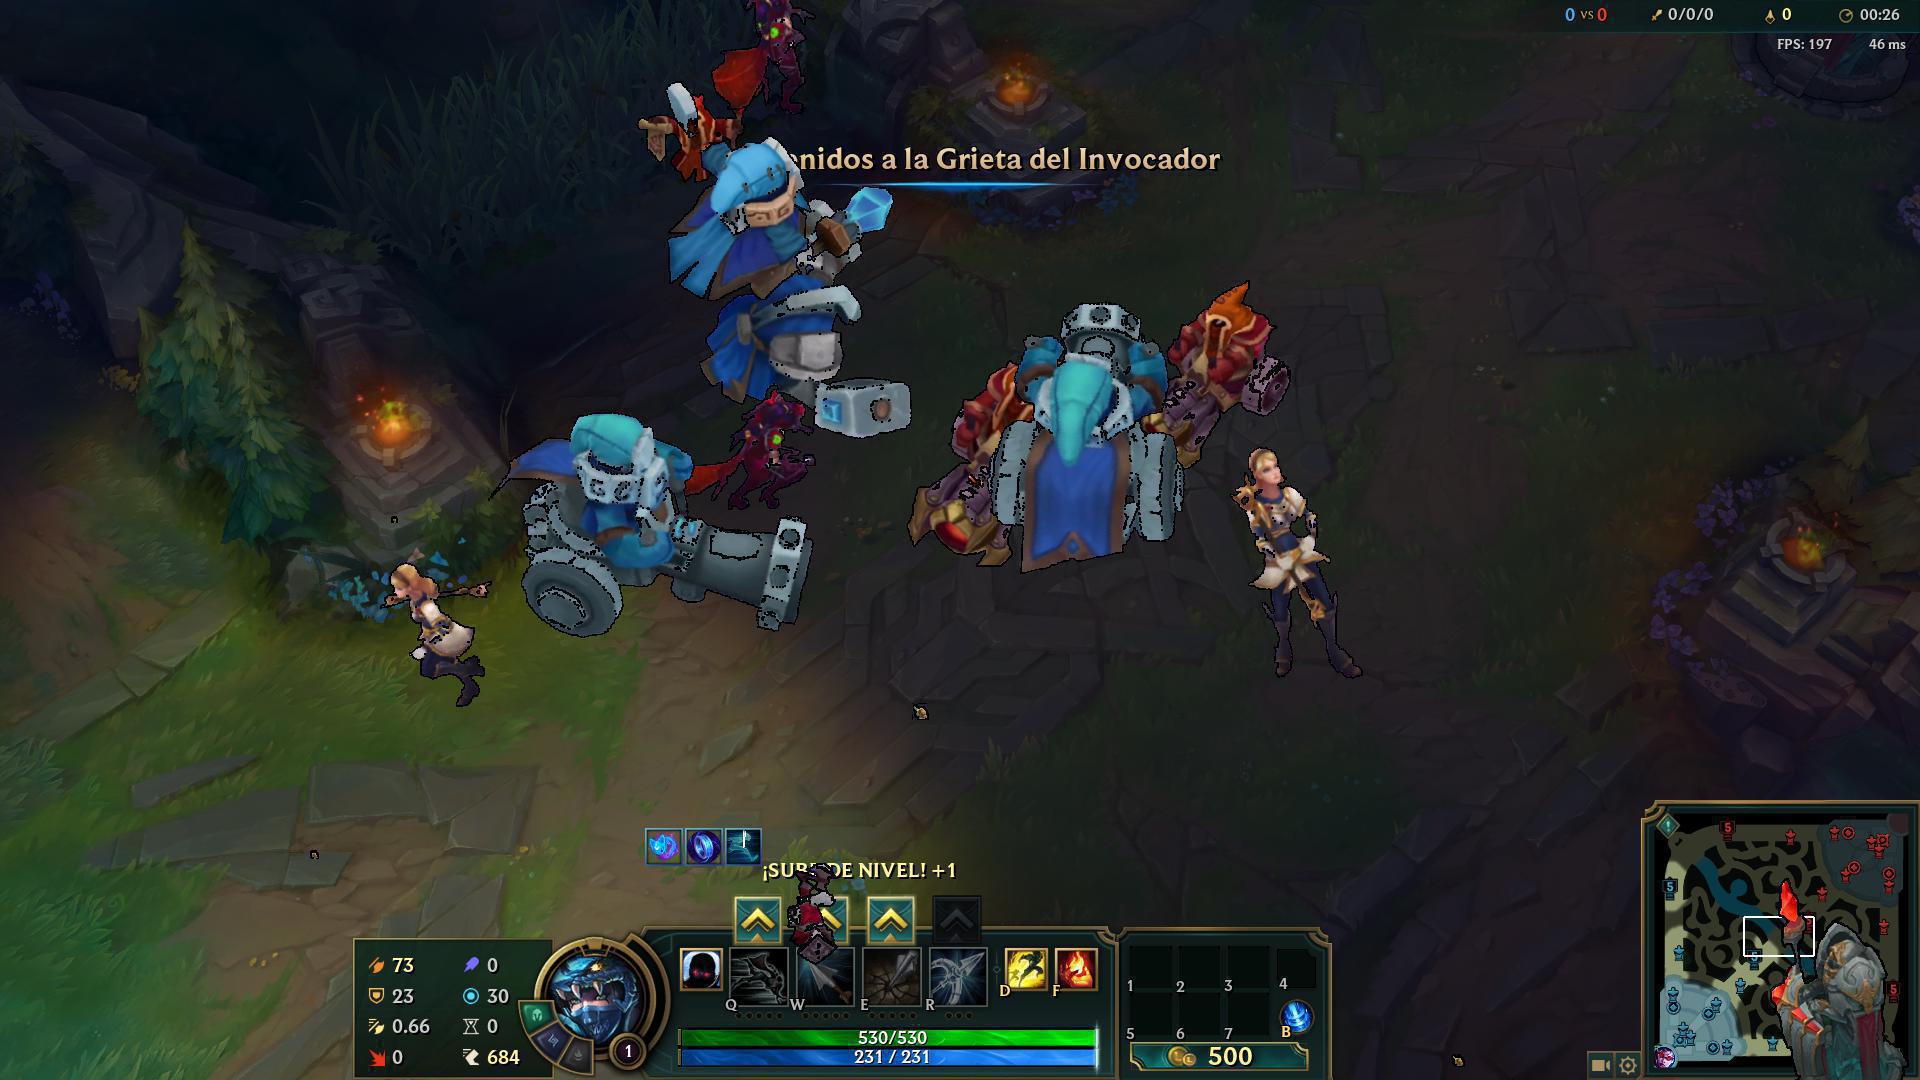 0 vs 0 0/0/0 0 00:26
FPS: 197 46 ms
enidos a la Grieta del Invocador
¡SUBE DE NIVEL! +1
73 0
23 30
0.66 0
0 684
1
Q W E R D F
530/530
231 / 231
1 2 3 4
5 6 7 B
500
5
5
5